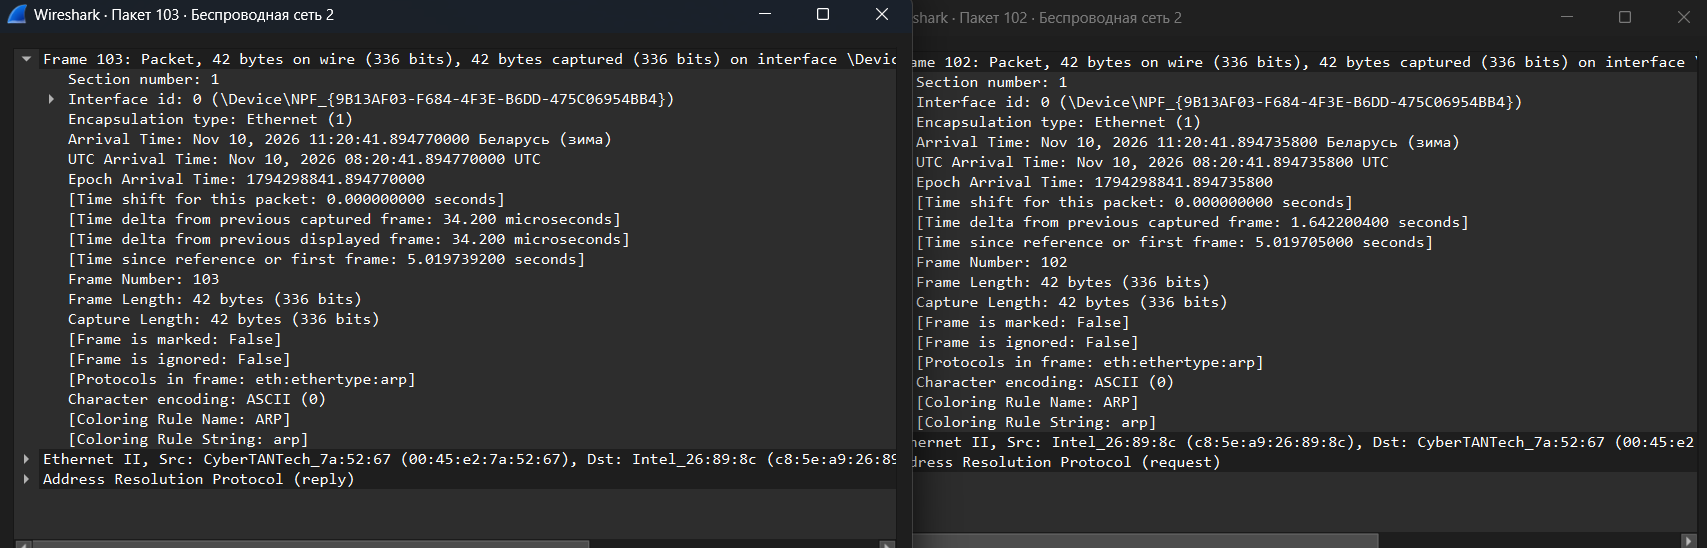 Wireshark · Пакет 103 · Беспроводная сеть 2
Frame 103: Packet, 42 bytes on wire (336 bits), 42 bytes captured (336 bits) on interface \Devic
Section number: 1
Interface id: 0 (\Device\NPF_{9B13AF03-F684-4F3E-B6DD-475C06954BB4})
Encapsulation type: Ethernet (1)
Arrival Time: Nov 10, 2026 11:20:41.894770000 Беларусь (зима)
UTC Arrival Time: Nov 10, 2026 08:20:41.894770000 UTC
Epoch Arrival Time: 1794298841.894770000
[Time shift for this packet: 0.000000000 seconds]
[Time delta from previous captured frame: 34.200 microseconds]
[Time delta from previous displayed frame: 34.200 microseconds]
[Time since reference or first frame: 5.019739200 seconds]
Frame Number: 103
Frame Length: 42 bytes (336 bits)
Capture Length: 42 bytes (336 bits)
[Frame is marked: False]
[Frame is ignored: False]
[Protocols in frame: eth:ethertype:arp]
Character encoding: ASCII (0)
[Coloring Rule Name: ARP]
[Coloring Rule String: arp]
Ethernet II, Src: CyberTANTech_7a:52:67 (00:45:e2:7a:52:67), Dst: Intel_26:89:8c (c8:5e:a9:26:89
Address Resolution Protocol (reply)
shark · Пакет 102 · Беспроводная сеть 2
ame 102: Packet, 42 bytes on wire (336 bits), 42 bytes captured (336 bits) on interface \
Section number: 1
Interface id: 0 (\Device\NPF_{9B13AF03-F684-4F3E-B6DD-475C06954BB4})
Encapsulation type: Ethernet (1)
Arrival Time: Nov 10, 2026 11:20:41.894735800 Беларусь (зима)
UTC Arrival Time: Nov 10, 2026 08:20:41.894735800 UTC
Epoch Arrival Time: 1794298841.894735800
[Time shift for this packet: 0.000000000 seconds]
[Time delta from previous captured frame: 1.642200400 seconds]
[Time since reference or first frame: 5.019705000 seconds]
Frame Number: 102
Frame Length: 42 bytes (336 bits)
Capture Length: 42 bytes (336 bits)
[Frame is marked: False]
[Frame is ignored: False]
[Protocols in frame: eth:ethertype:arp]
Character encoding: ASCII (0)
[Coloring Rule Name: ARP]
[Coloring Rule String: arp]
hernet II, Src: Intel_26:89:8c (c8:5e:a9:26:89:8c), Dst: CyberTANTech_7a:52:67 (00:45:e2
dress Resolution Protocol (request)